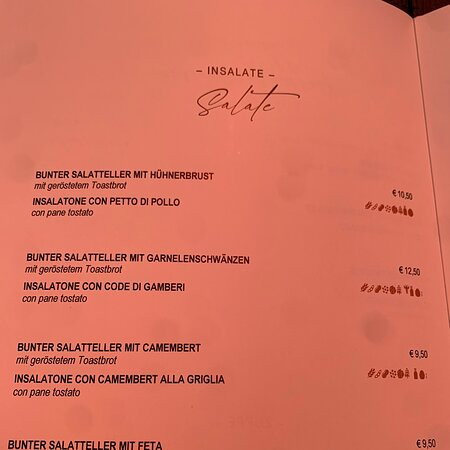 – INSALATE –
Salate
BUNTER SALATTELLER MIT HÜHNERBRUST
mit geröstetem Toastbrot
€ 10,50
INSALATONE CON PETTO DI POLLO
con pane tostato
BUNTER SALATTELLER MIT GARNELENSCHWÄNZEN
mit geröstetem Toastbrot
€ 12,50
INSALATONE CON CODE DI GAMBERI
con pane tostato
BUNTER SALATTELLER MIT CAMEMBERT
mit geröstetem Toastbrot
€ 9,50
INSALATONE CON CAMEMBERT ALLA GRIGLIA
con pane tostato
BUNTER SALATTELLER MIT FETA
€ 9,50